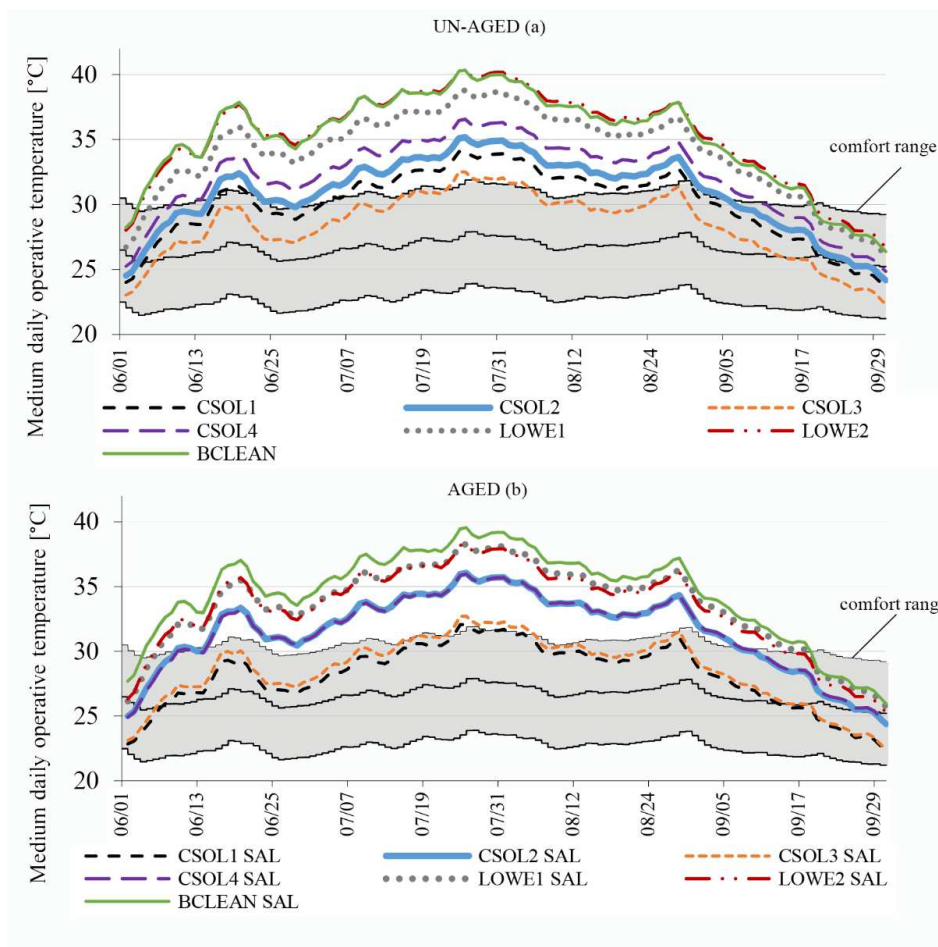 UN-AGED (a)
Medium daily operative temperature [°C]
40
35
30
25
20
comfort range
06/01 06/13 06/25 07/07 07/19 07/31 08/12 08/24 09/05 09/17 09/29
CSOL1 CSOL2 CSOL3
CSOL4 LOWE1 LOWE2
BCLEAN
AGED (b)
Medium daily operative temperature [°C]
40
35
30
25
20
comfort rang
06/01 06/13 06/25 07/07 07/19 07/31 08/12 08/24 09/05 09/17 09/29
CSOL1 SAL CSOL2 SAL CSOL3 SAL
CSOL4 SAL LOWE1 SAL LOWE2 SAL
BCLEAN SAL